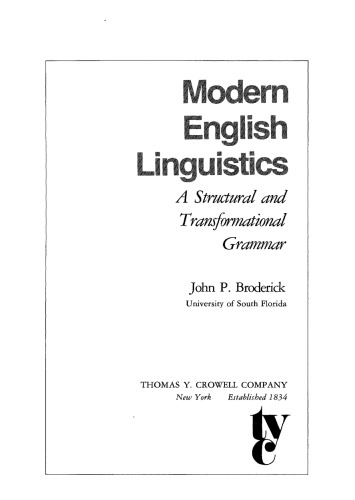 Modern
English
Linguistics
A Structural and
Transformational
Grammar
John P. Broderick
University of South Florida
THOMAS Y. CROWELL COMPANY
New York Established 1834
ty
c